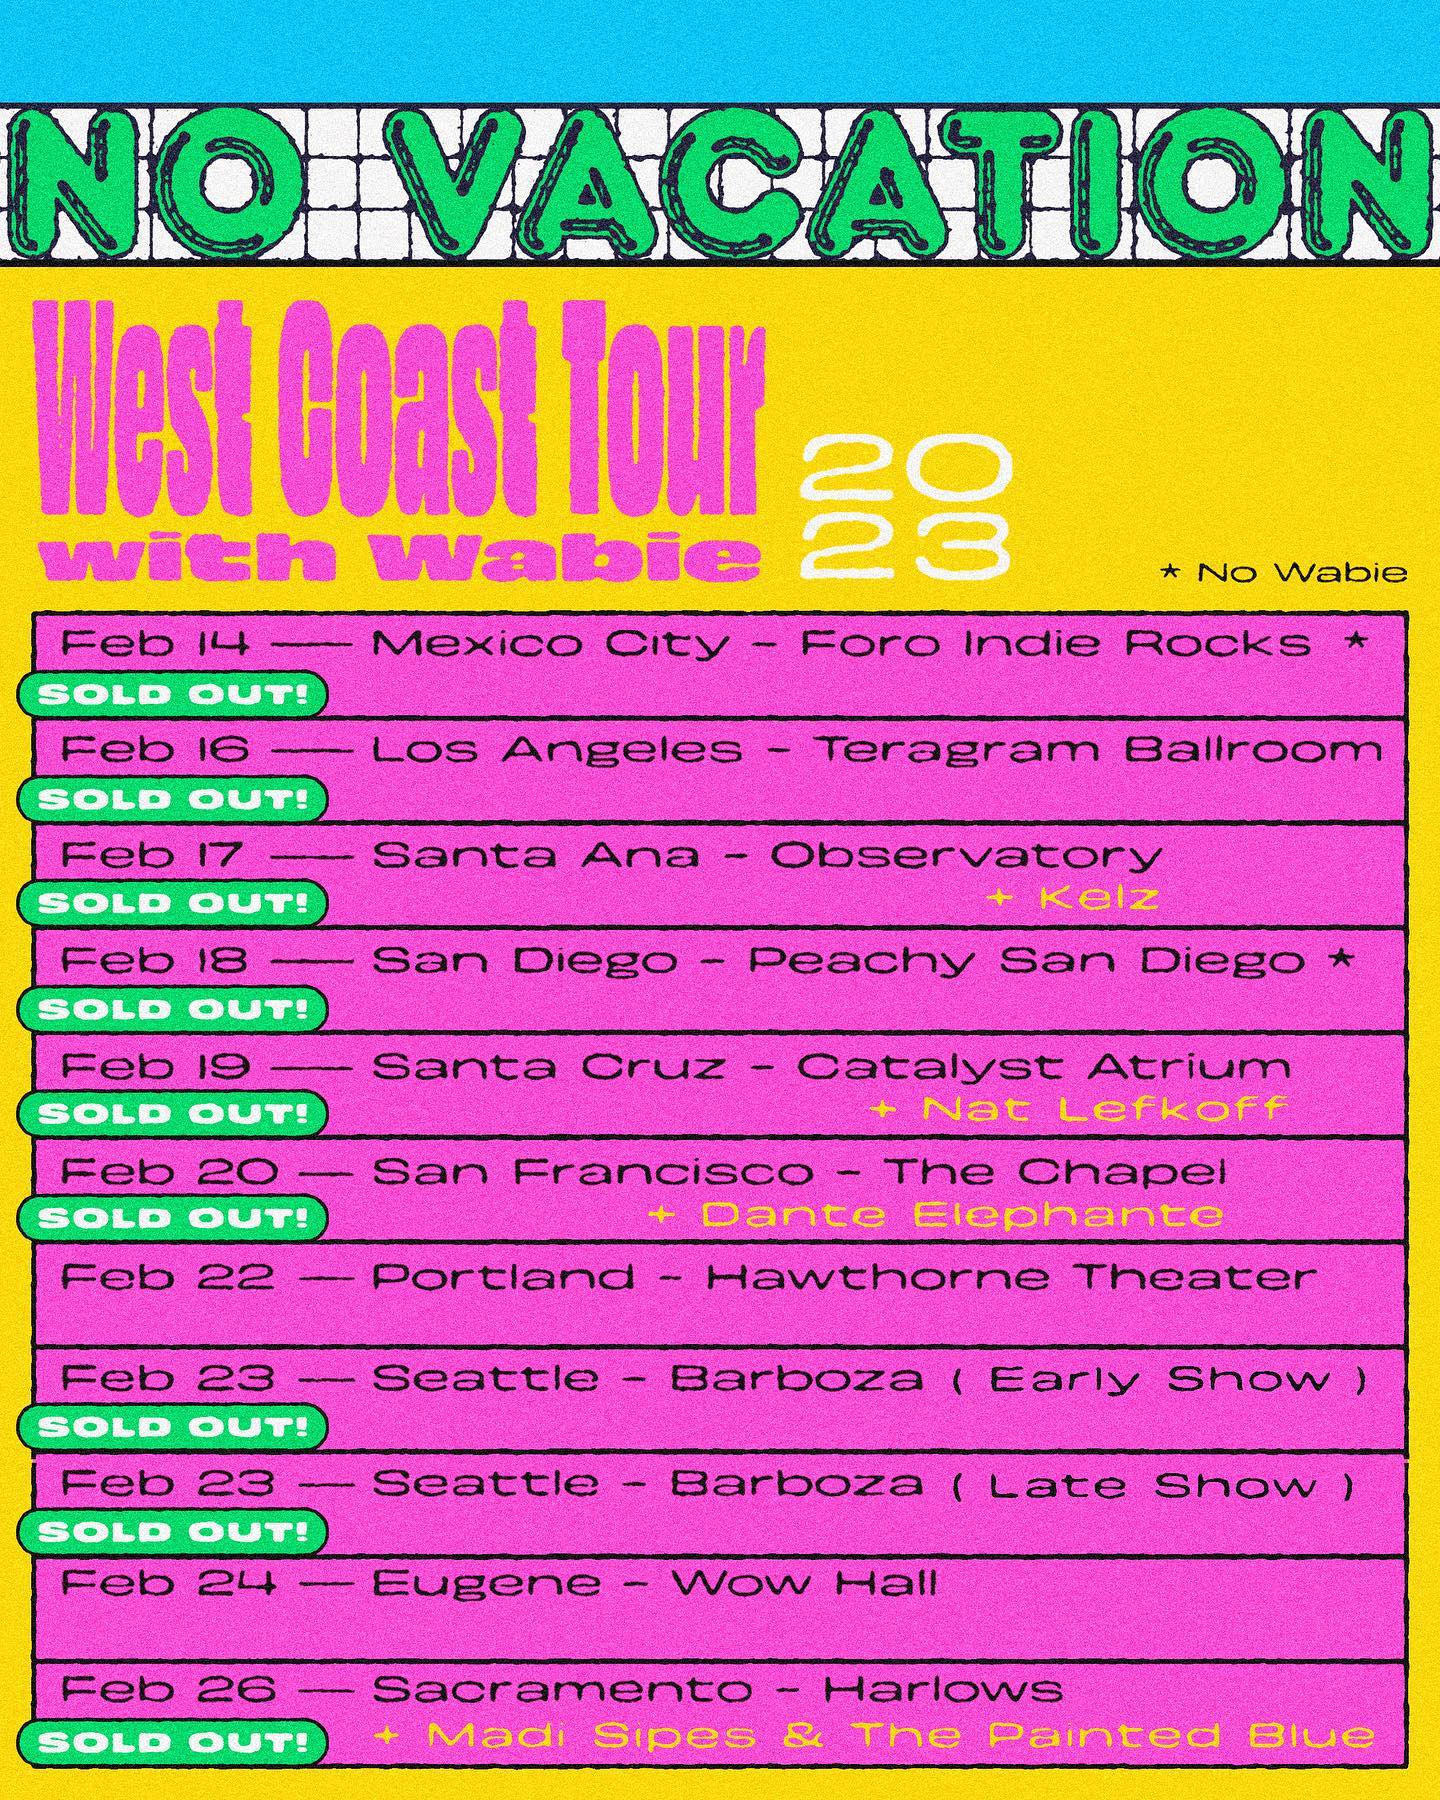 NO VACATION
West Coast Tour
with Wabie
20
23
* No Wabie
Feb 14 — Mexico City - Foro Indie Rocks *
SOLD OUT!
Feb 16 — Los Angeles - Teragram Ballroom
SOLD OUT!
Feb 17 — Santa Ana - Observatory
SOLD OUT! + Kelz
Feb 18 — San Diego - Peachy San Diego *
SOLD OUT!
Feb 19 — Santa Cruz - Catalyst Atrium
SOLD OUT! + Nat Lefkoff
Feb 20 — San Francisco - The Chapel
SOLD OUT! + Dante Elephante
Feb 22 — Portland - Hawthorne Theater
Feb 23 — Seattle - Barboza ( Early Show )
SOLD OUT!
Feb 23 — Seattle - Barboza ( Late Show )
SOLD OUT!
Feb 24 — Eugene - Wow Hall
Feb 26 — Sacramento - Harlows
SOLD OUT! + Madi Sipes & The Painted Blue